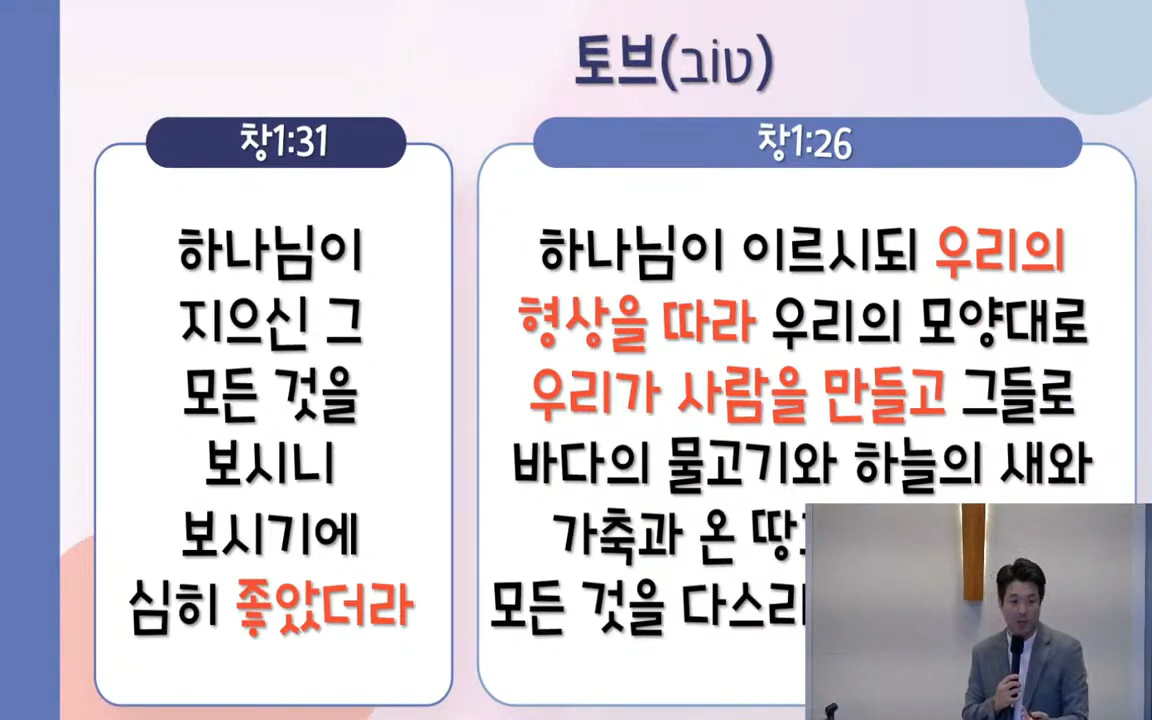 토브(טוב)
창1:31
하나님이
지으신 그
모든 것을
보시니
보시기에
심히 좋았더라
창1:26
하나님이 이르시되 우리의
형상을 따라 우리의 모양대로
우리가 사람을 만들고 그들로
바다의 물고기와 하늘의 새와
가축과 온 땅
모든 것을 다스리